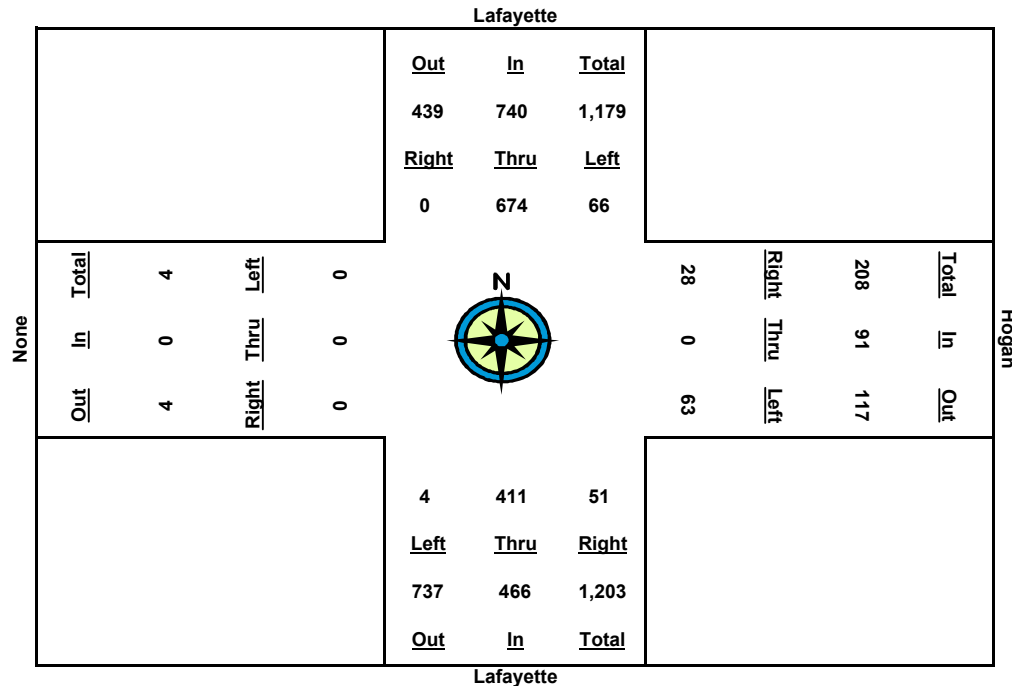 Lafayette
Out In Total
439 740 1,179
Right Thru Left
0 674 66
None
Total In Out
4 0 4
Left Thru Right
0 0 0
N
28 0 63
Right Thru Left
208 91 117
Total In Out
Hogan
4 411 51
Left Thru Right
737 466 1,203
Out In Total
Lafayette